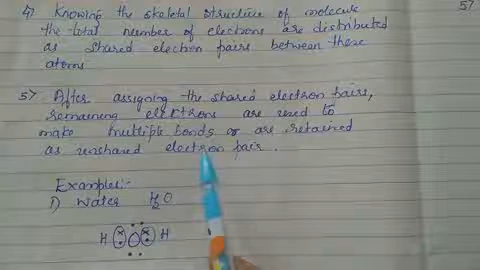 4) Knowing the skeletal structure of molecule
the total number of electrons are distributed
as shared electron pairs between these
atoms
5) After assigning the shared electron pairs,
remaining electrons are used to
make multiple bonds or are retained
as unshared electron pair.
Examples:-
1) Water H2O
H O H
5)